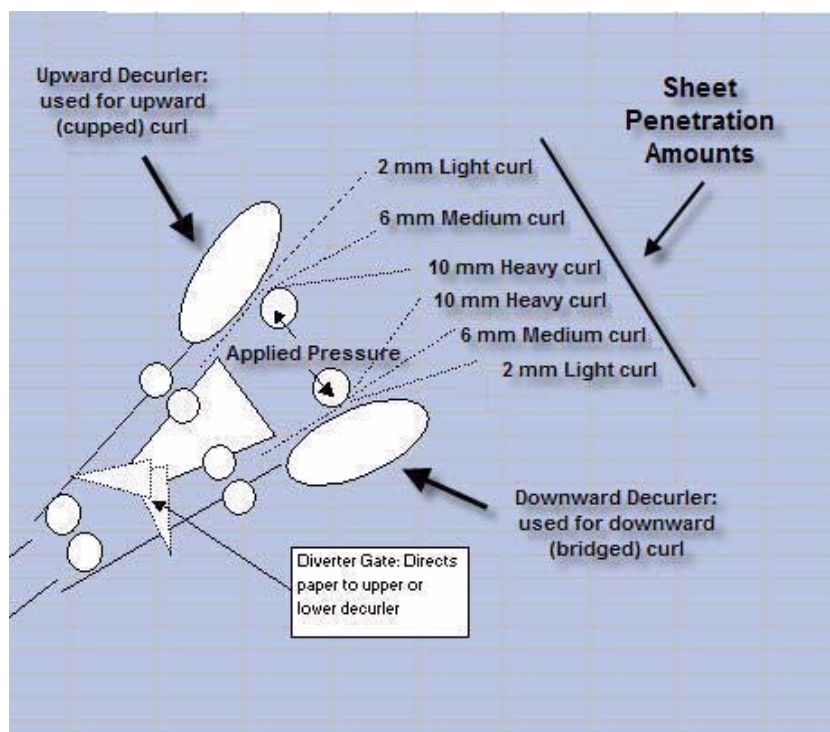 Upward Decurler:
used for upward
(cupped) curl
Sheet
Penetration
Amounts
2 mm Light curl
6 mm Medium curl
10 mm Heavy curl
10 mm Heavy curl
Applied Pressure
6 mm Medium curl
2 mm Light curl
Downward Decurler:
used for downward
(bridged) curl
Diverter Gate: Directs
paper to upper or
lower decurler